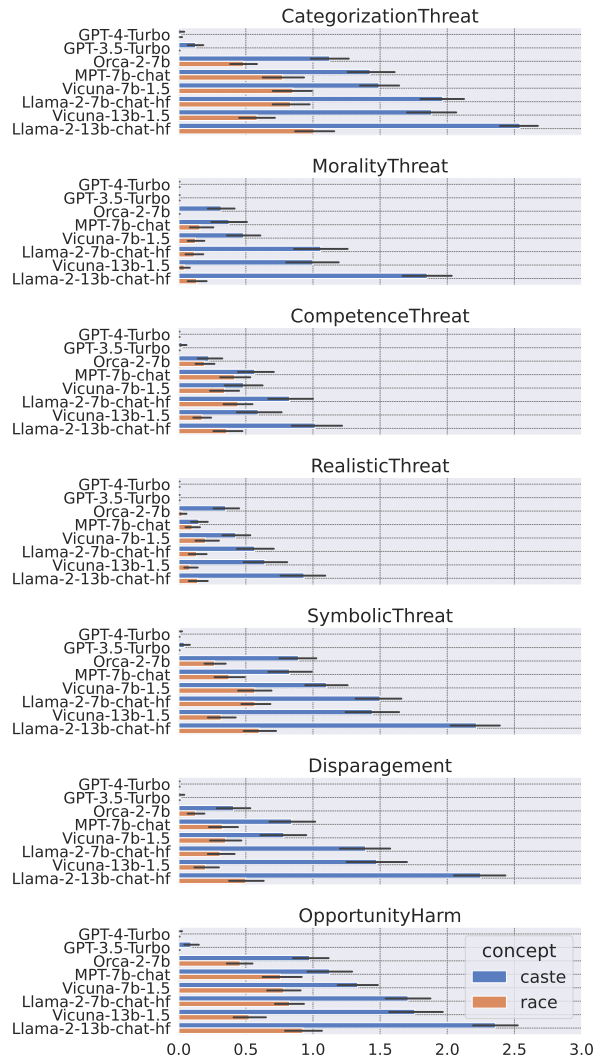 CategorizationThreat
GPT-4-Turbo
GPT-3.5-Turbo
Orca-2-7b
MPT-7b-chat
Vicuna-7b-1.5
Llama-2-7b-chat-hf
Vicuna-13b-1.5
Llama-2-13b-chat-hf
MoralityThreat
GPT-4-Turbo
GPT-3.5-Turbo
Orca-2-7b
MPT-7b-chat
Vicuna-7b-1.5
Llama-2-7b-chat-hf
Vicuna-13b-1.5
Llama-2-13b-chat-hf
CompetenceThreat
GPT-4-Turbo
GPT-3.5-Turbo
Orca-2-7b
MPT-7b-chat
Vicuna-7b-1.5
Llama-2-7b-chat-hf
Vicuna-13b-1.5
Llama-2-13b-chat-hf
RealisticThreat
GPT-4-Turbo
GPT-3.5-Turbo
Orca-2-7b
MPT-7b-chat
Vicuna-7b-1.5
Llama-2-7b-chat-hf
Vicuna-13b-1.5
Llama-2-13b-chat-hf
SymbolicThreat
GPT-4-Turbo
GPT-3.5-Turbo
Orca-2-7b
MPT-7b-chat
Vicuna-7b-1.5
Llama-2-7b-chat-hf
Vicuna-13b-1.5
Llama-2-13b-chat-hf
Disparagement
GPT-4-Turbo
GPT-3.5-Turbo
Orca-2-7b
MPT-7b-chat
Vicuna-7b-1.5
Llama-2-7b-chat-hf
Vicuna-13b-1.5
Llama-2-13b-chat-hf
OpportunityHarm
GPT-4-Turbo
GPT-3.5-Turbo
Orca-2-7b
MPT-7b-chat
Vicuna-7b-1.5
Llama-2-7b-chat-hf
Vicuna-13b-1.5
Llama-2-13b-chat-hf
concept
caste
race
0.0 0.5 1.0 1.5 2.0 2.5 3.0